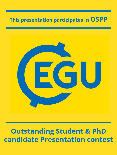 This presentation participates in OSPP
EGU
Outstanding Student & PhD
candidate Presentation contest